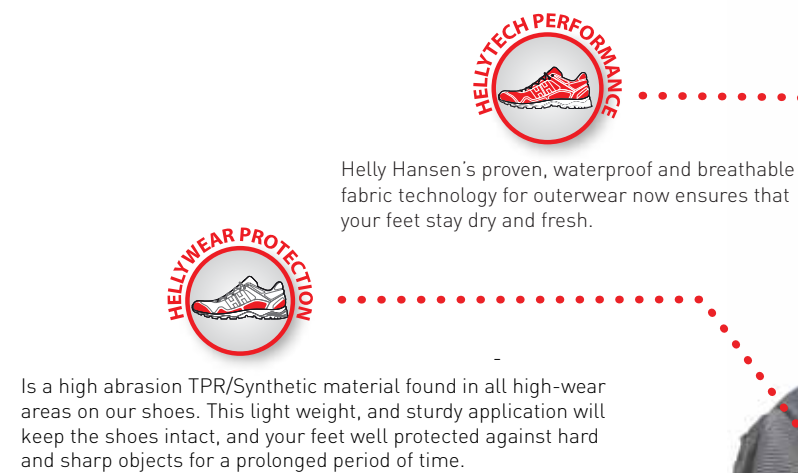 HELLYTECH PERFORMANCE
Helly Hansen's proven, waterproof and breathable
fabric technology for outerwear now ensures that
your feet stay dry and fresh.
HELLYWEAR PROTECTION
-
Is a high abrasion TPR/Synthetic material found in all high-wear
areas on our shoes. This light weight, and sturdy application will
keep the shoes intact, and your feet well protected against hard
and sharp objects for a prolonged period of time.